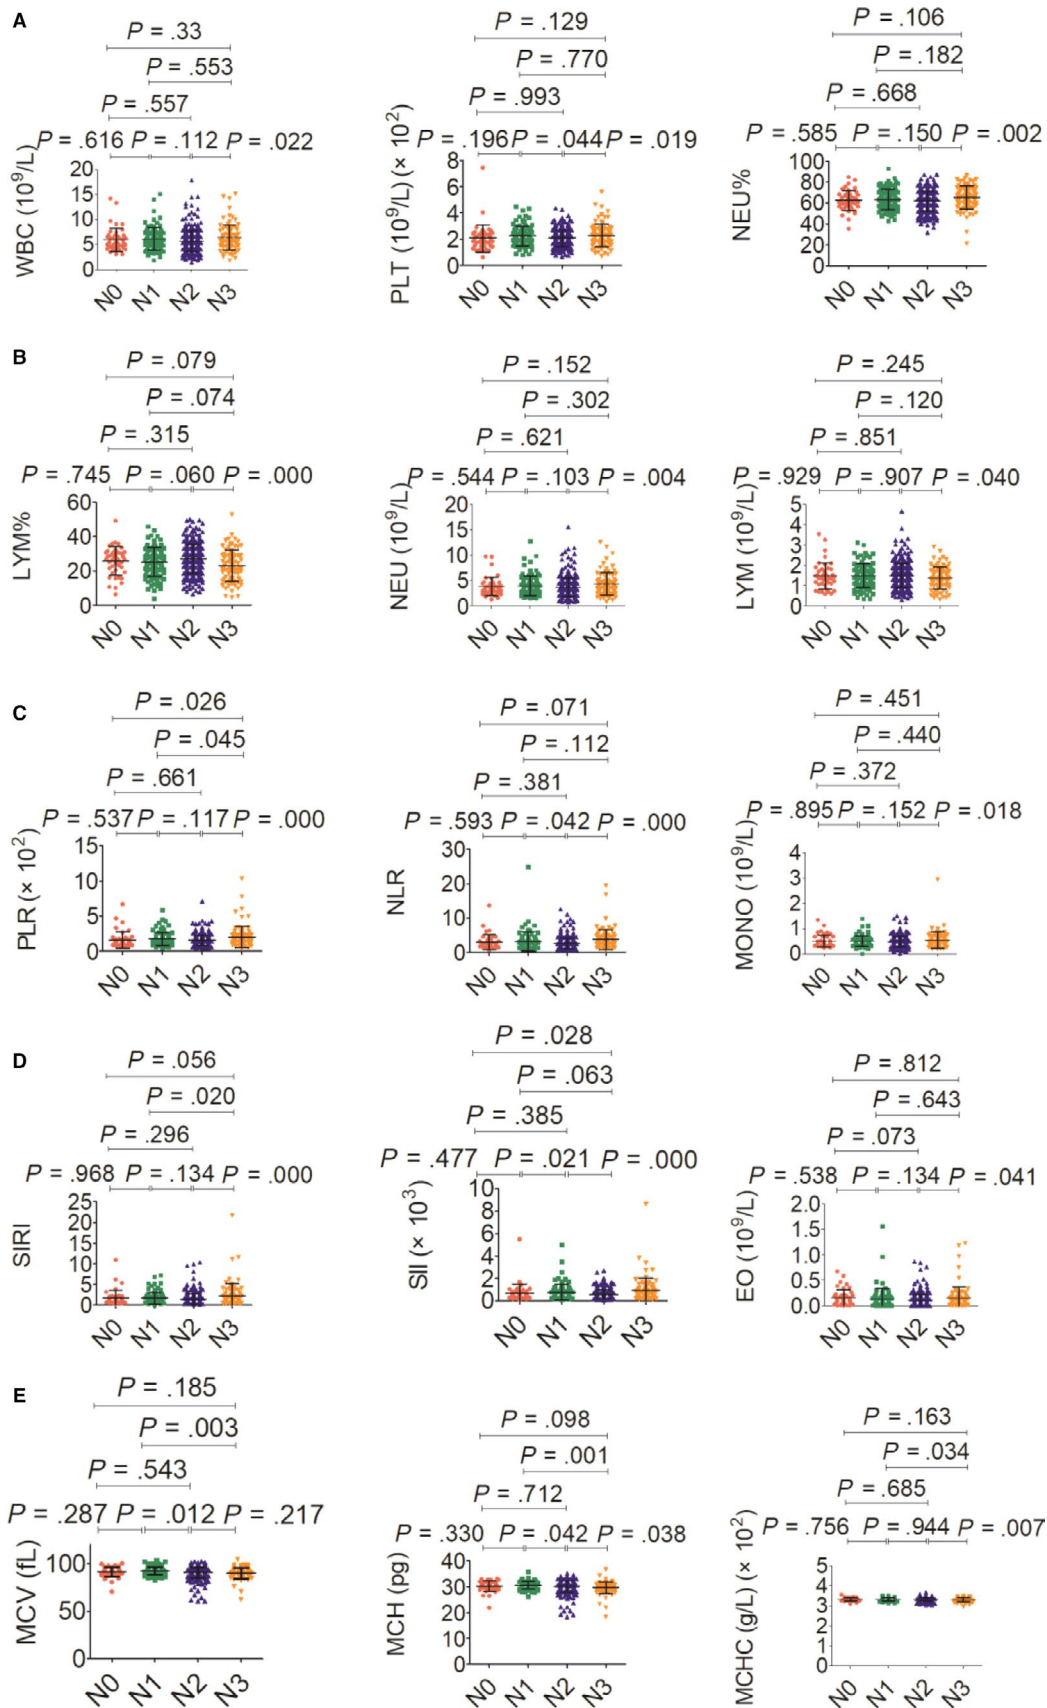 A
P = .33
P = .553
P = .557
P = .616 P = .112 P = .022
WBC (10⁹/L)
20
15
10
5
0
N0 N1 N2 N3
P = .129
P = .770
P = .993
P = .196 P = .044 P = .019
PLT (10⁹/L) (× 10²)
8
6
4
2
0
N0 N1 N2 N3
P = .106
P = .182
P = .668
P = .585 P = .150 P = .002
NEU%
100
80
60
40
20
0
N0 N1 N2 N3
B
P = .079
P = .074
P = .315
P = .745 P = .060 P = .000
LYM%
60
40
20
0
N0 N1 N2 N3
P = .152
P = .302
P = .621
P = .544 P = .103 P = .004
NEU (10⁹/L)
20
15
10
5
0
N0 N1 N2 N3
P = .245
P = .120
P = .851
P = .929 P = .907 P = .040
LYM (10⁹/L)
5
4
3
2
1
0
N0 N1 N2 N3
C
P = .026
P = .045
P = .661
P = .537 P = .117 P = .000
PLR (× 10²)
15
10
5
0
N0 N1 N2 N3
P = .071
P = .112
P = .381
P = .593 P = .042 P = .000
NLR
30
20
10
0
N0 N1 N2 N3
P = .451
P = .440
P = .372
P = .895 P = .152 P = .018
MONO (10⁹/L)
4
3
2
1
0
N0 N1 N2 N3
D
P = .056
P = .020
P = .296
P = .968 P = .134 P = .000
SIRI
25
20
15
10
5
0
N0 N1 N2 N3
P = .028
P = .063
P = .385
P = .477 P = .021 P = .000
SII (× 10³)
10
8
6
4
2
0
N0 N1 N2 N3
P = .812
P = .643
P = .073
P = .538 P = .134 P = .041
EO (10⁹/L)
2.0
1.5
1.0
0.5
0.0
N0 N1 N2 N3
E
P = .185
P = .003
P = .543
P = .287 P = .012 P = .217
MCV (fL)
100
50
0
N0 N1 N2 N3
P = .098
P = .001
P = .712
P = .330 P = .042 P = .038
MCH (pg)
40
30
20
10
0
N0 N1 N2 N3
P = .163
P = .034
P = .685
P = .756 P = .944 P = .007
MCHC (g/L) (× 10²)
5
4
3
2
1
0
N0 N1 N2 N3